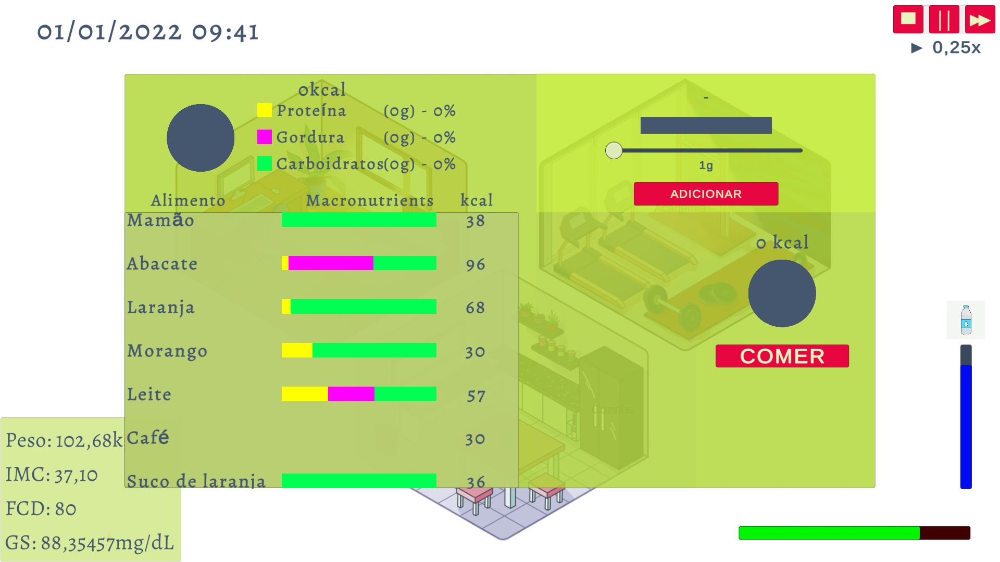 01/01/2022 09:41
► 0,25x
0kcal
Proteína (0g) - 0%
Gordura (0g) - 0%
Carboidratos(0g) - 0%
-
1g
ADICIONAR
Academia
Alimento Macronutrients kcal
Mamão 38
Abacate 96
Laranja 68
Morango 30
Leite 57
Café 30
Suco de laranja 36
0 kcal
COMER
Cozinha
Peso: 102,68k
IMC: 37,10
FCD: 80
GS: 88,35457mg/dL